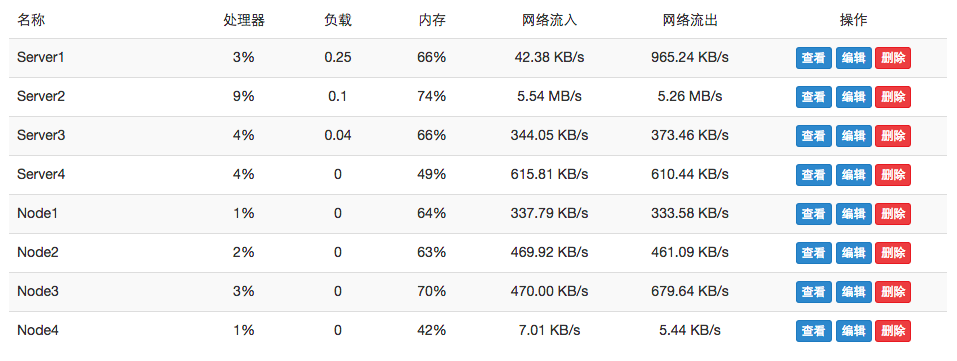 名称 处理器 负载 内存 网络流入 网络流出 操作
Server1 3% 0.25 66% 42.38 KB/s 965.24 KB/s 查看 编辑 删除
Server2 9% 0.1 74% 5.54 MB/s 5.26 MB/s 查看 编辑 删除
Server3 4% 0.04 66% 344.05 KB/s 373.46 KB/s 查看 编辑 删除
Server4 4% 0 49% 615.81 KB/s 610.44 KB/s 查看 编辑 删除
Node1 1% 0 64% 337.79 KB/s 333.58 KB/s 查看 编辑 删除
Node2 2% 0 63% 469.92 KB/s 461.09 KB/s 查看 编辑 删除
Node3 3% 0 70% 470.00 KB/s 679.64 KB/s 查看 编辑 删除
Node4 1% 0 42% 7.01 KB/s 5.44 KB/s 查看 编辑 删除